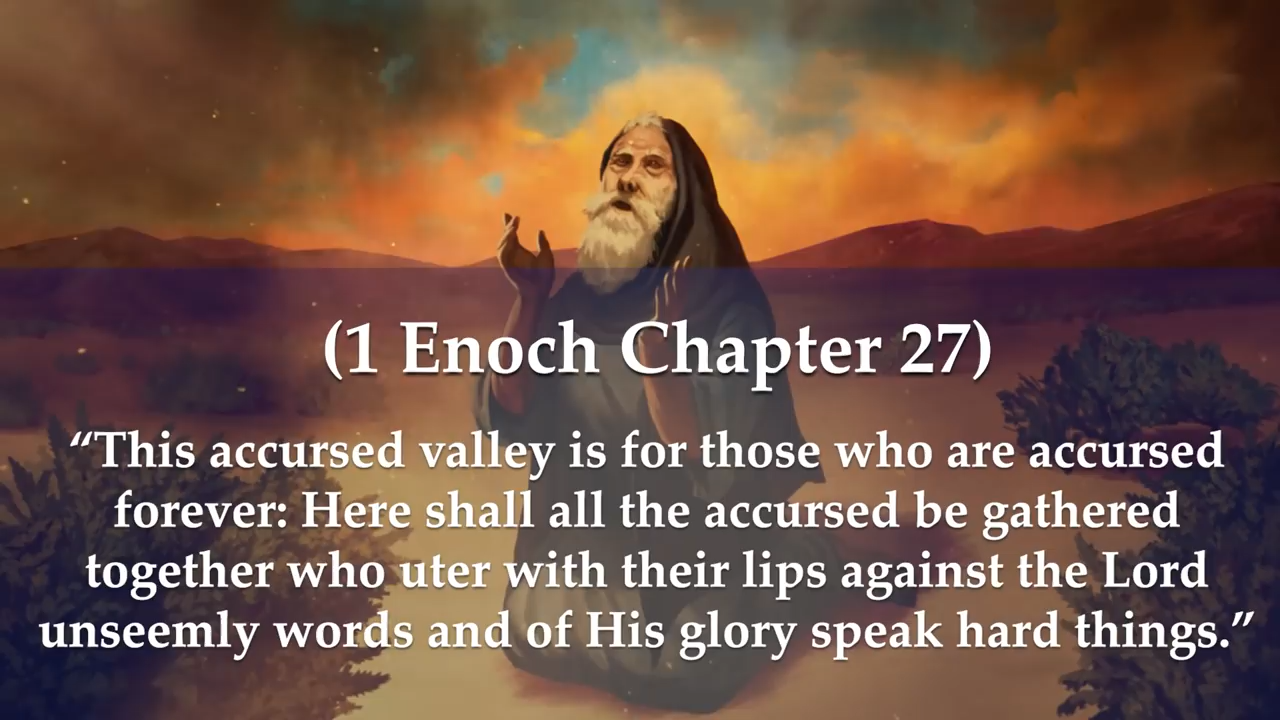 (1 Enoch Chapter 27)
“This accursed valley is for those who are accursed
forever: Here shall all the accursed be gathered
together who uter with their lips against the Lord
unseemly words and of His glory speak hard things.”